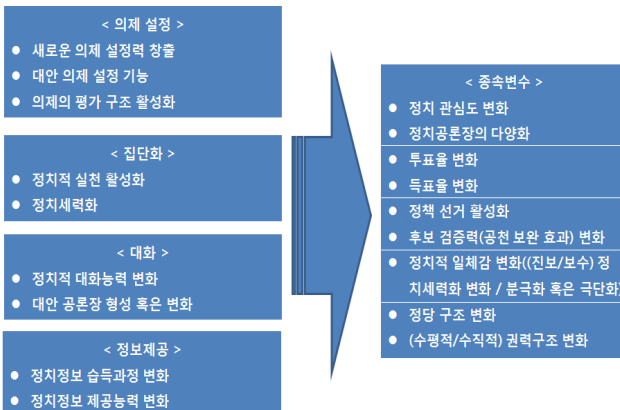 < 의제 설정 >
● 새로운 의제 설정력 창출
● 대안 의제 설정 기능
● 의제의 평가 구조 활성화
< 집단화 >
● 정치적 실천 활성화
● 정치세력화
< 대화 >
● 정치적 대화능력 변화
● 대안 공론장 형성 혹은 변화
< 정보제공 >
● 정치정보 습득과정 변화
● 정치정보 제공능력 변화
< 종속변수 >
● 정치 관심도 변화
● 정치공론장의 다양화
● 투표율 변화
● 득표율 변화
● 정책 선거 활성화
● 후보 검증력(공천 보완 효과) 변화
● 정치적 일체감 변화((진보/보수) 정
치세력화 변화 / 분극화 혹은 극단화)
● 정당 구조 변화
● (수평적/수직적) 권력구조 변화